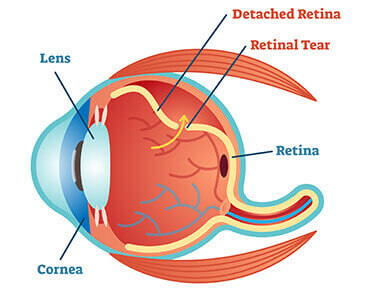 Detached Retina
Retinal Tear
Lens
Retina
Cornea